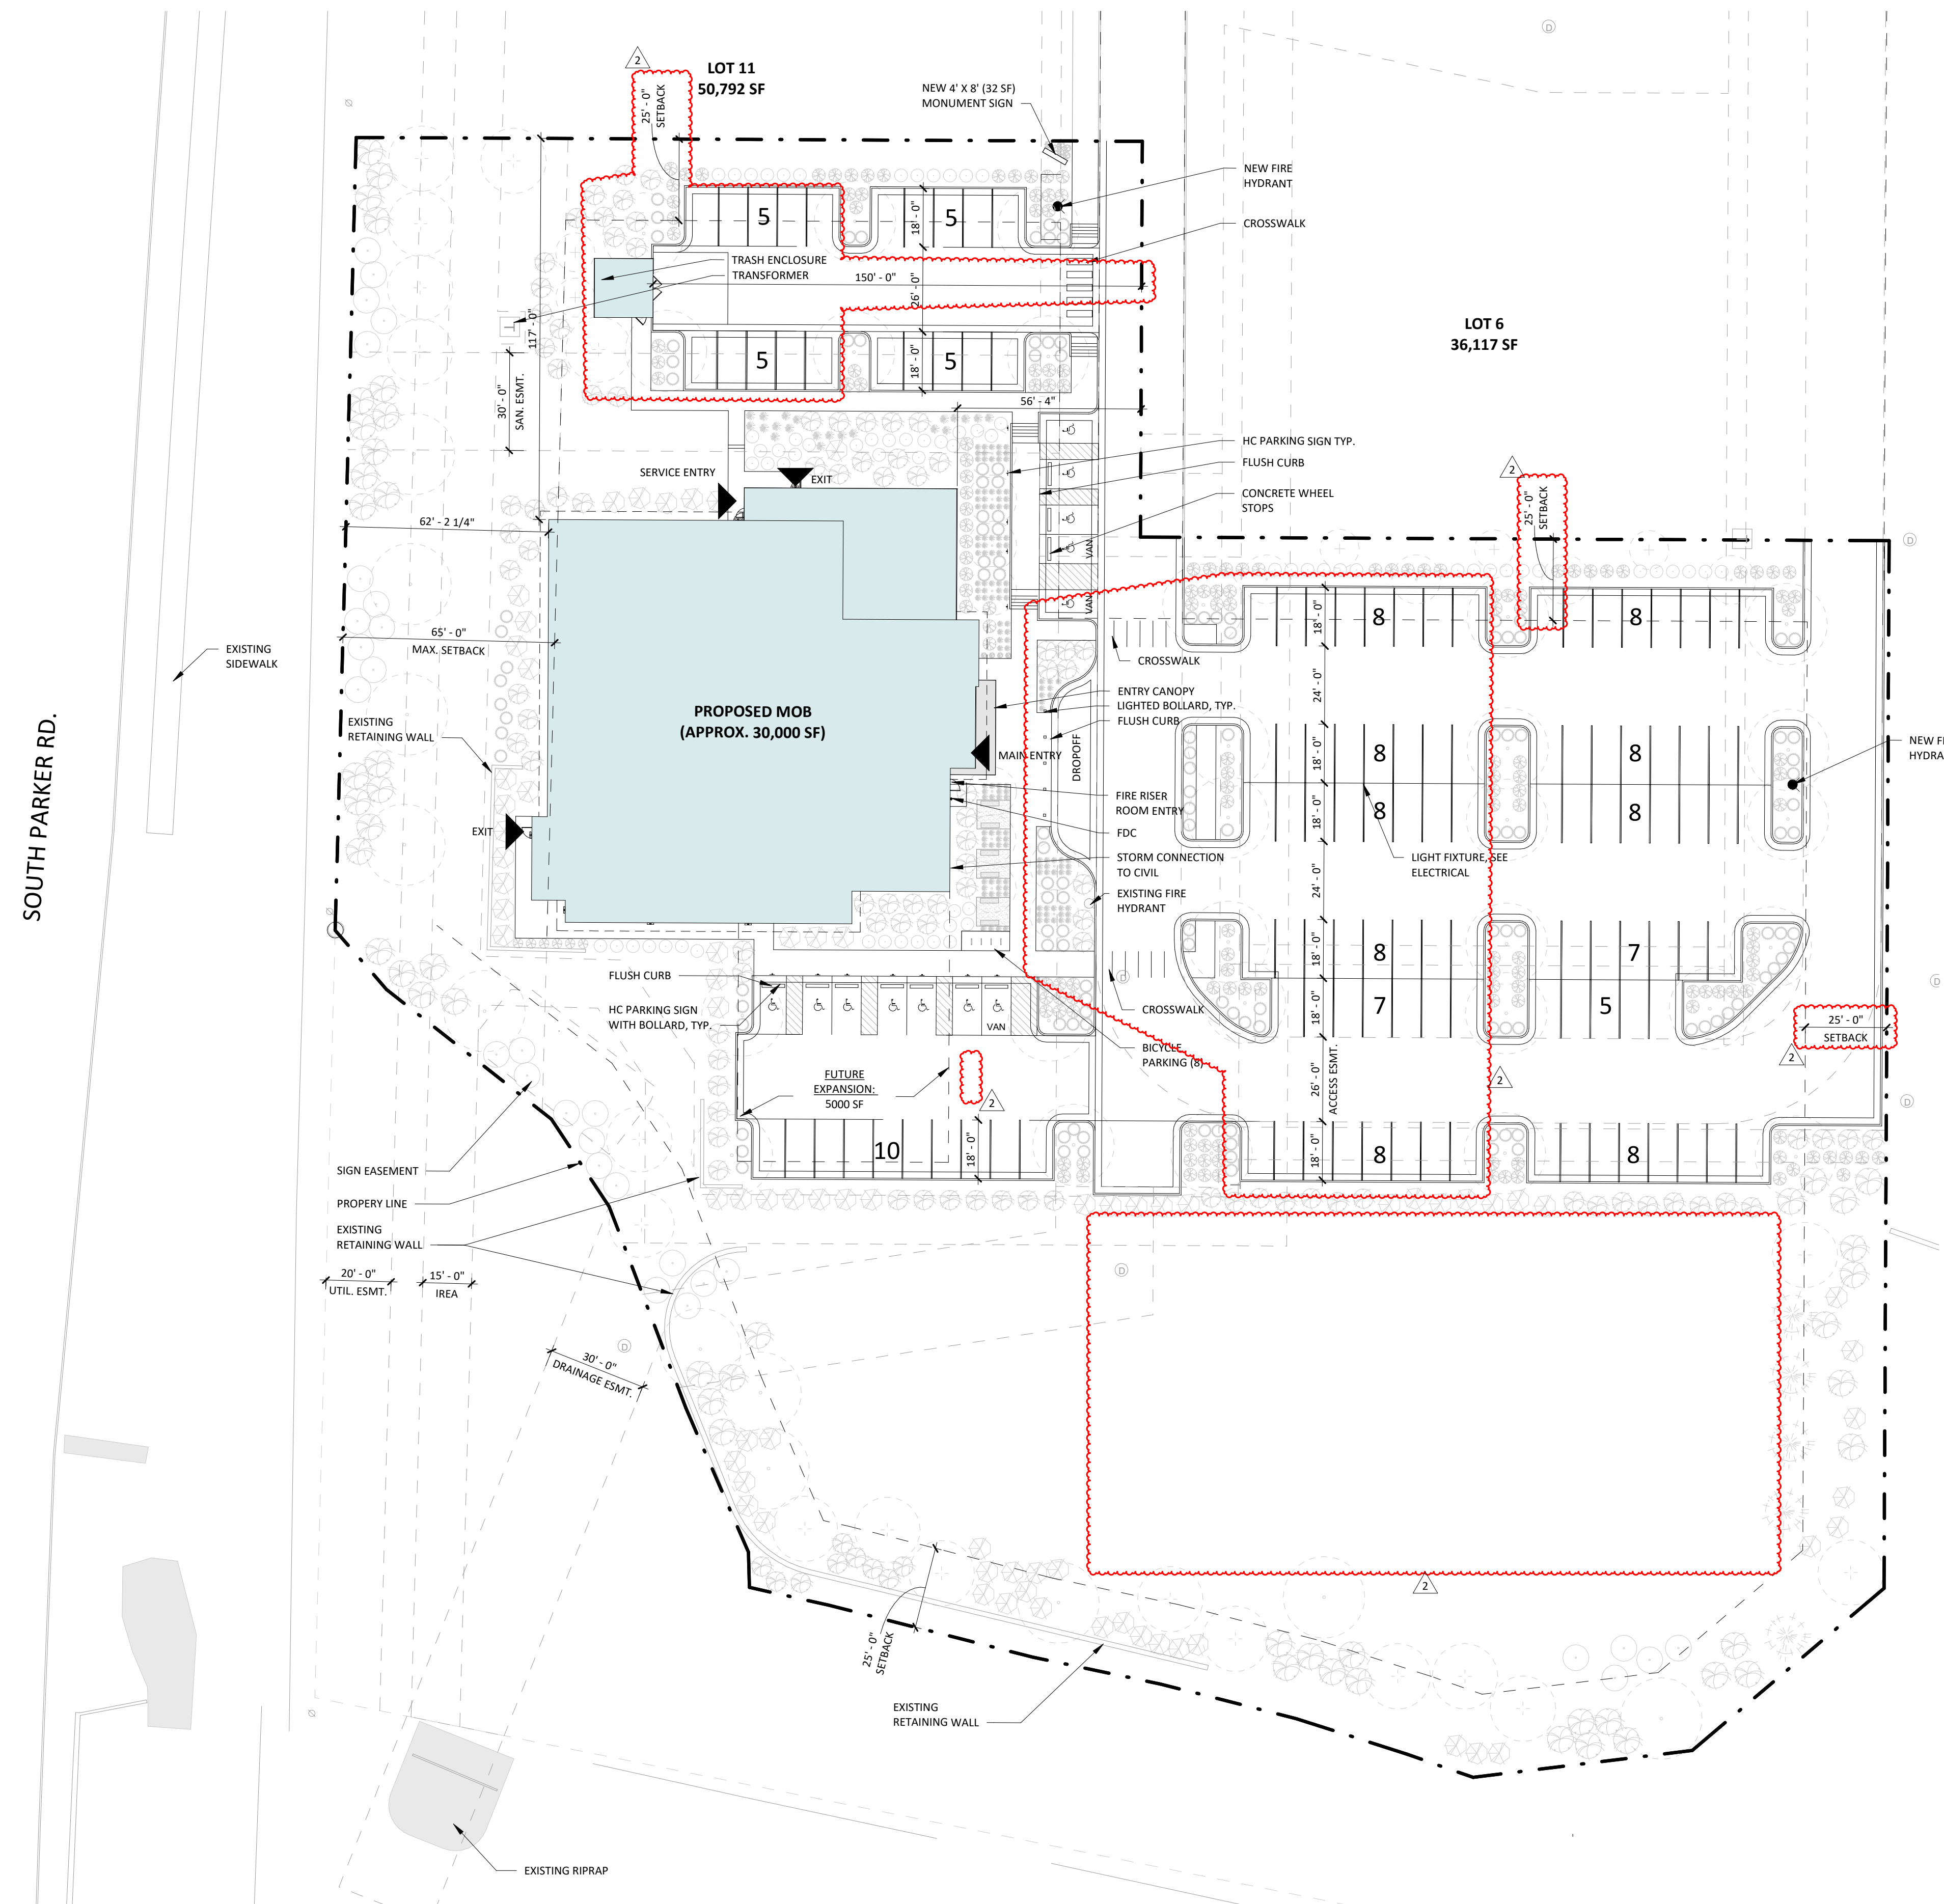 2
LOT 11
50,792 SF
25' - 0"
SETBACK
NEW 4' X 8' (32 SF)
MONUMENT SIGN
D
NEW FIRE
HYDRANT
CROSSWALK
5
5
18' - 0"
TRASH ENCLOSURE
TRANSFORMER
150' - 0"
26' - 0"
117' - 0"
LOT 6
36,117 SF
5
5
18' - 0"
30' - 0"
SAN. ESMT.
56' - 4"
HC PARKING SIGN TYP.
FLUSH CURB
CONCRETE WHEEL
STOPS
SERVICE ENTRY
EXIT
2
25' - 0"
SETBACK
62' - 2 1/4"
VAN
VAN
D
65' - 0"
MAX. SETBACK
EXISTING
SIDEWALK
18' - 0"
8
8
CROSSWALK
24' - 0"
ENTRY CANOPY
LIGHTED BOLLARD, TYP.
FLUSH CURB
PROPOSED MOB
(APPROX. 30,000 SF)
EXISTING
RETAINING WALL
SOUTH PARKER RD.
MAIN ENTRY
DROPOFF
18' - 0"
8
8
NEW FI
HYDRA
FIRE RISER
ROOM ENTRY
18' - 0"
8
8
EXIT
FDC
STORM CONNECTION
TO CIVIL
LIGHT FIXTURE, SEE
ELECTRICAL
24' - 0"
EXISTING FIRE
HYDRANT
18' - 0"
8
7
FLUSH CURB
D
D
HC PARKING SIGN
WITH BOLLARD, TYP.
VAN
CROSSWALK
18' - 0"
7
5
25' - 0"
SETBACK
2
BICYCLE
PARKING (8)
26' - 0"
ACCESS ESMT.
2
FUTURE
EXPANSION:
5000 SF
2
D
10
18' - 0"
18' - 0"
8
8
SIGN EASEMENT
PROPERY LINE
EXISTING
RETAINING WALL
20' - 0"
UTIL. ESMT.
15' - 0"
IREA
D
D
30' - 0"
DRAINAGE ESMT.
2
25' - 0"
SETBACK
EXISTING
RETAINING WALL
EXISTING RIPRAP